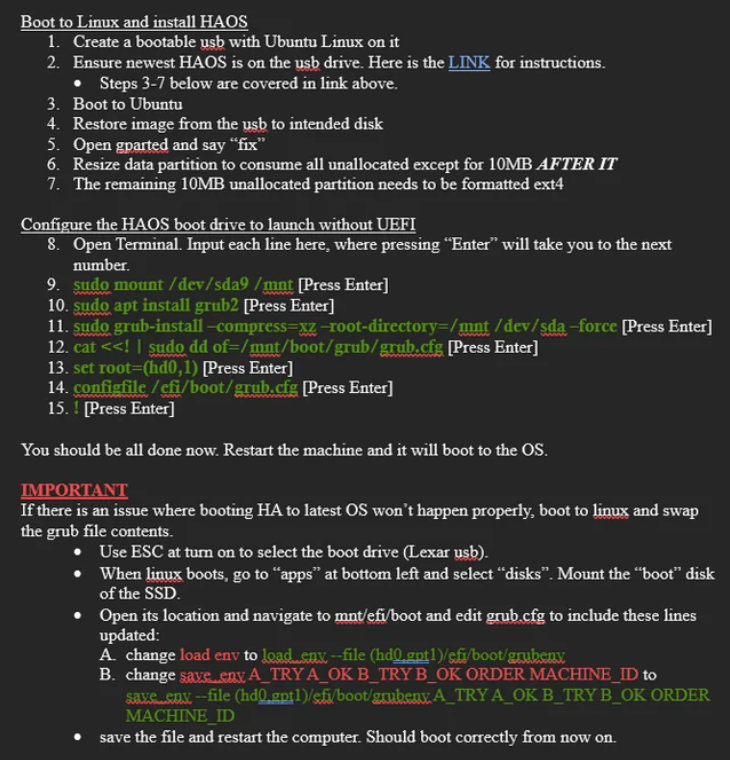 Boot to Linux and install HAOS
1. Create a bootable usb with Ubuntu Linux on it
2. Ensure newest HAOS is on the usb drive. Here is the LINK for instructions.
• Steps 3-7 below are covered in link above.
3. Boot to Ubuntu
4. Restore image from the usb to intended disk
5. Open gparted and say “fix”
6. Resize data partition to consume all unallocated except for 10MB AFTER IT
7. The remaining 10MB unallocated partition needs to be formatted ext4
Configure the HAOS boot drive to launch without UEFI
8. Open Terminal. Input each line here, where pressing “Enter” will take you to the next
number.
9. sudo mount /dev/sda9 /mnt [Press Enter]
10. sudo apt install grub2 [Press Enter]
11. sudo grub-install –compress=xz –root-directory=/mnt /dev/sda –force [Press Enter]
12. cat <<! | sudo dd of=/mnt/boot/grub/grub.cfg [Press Enter]
13. set root=(hd0,1) [Press Enter]
14. configfile /efi/boot/grub.cfg [Press Enter]
15. ! [Press Enter]
You should be all done now. Restart the machine and it will boot to the OS.
IMPORTANT
If there is an issue where booting HA to latest OS won’t happen properly, boot to linux and swap
the grub file contents.
• Use ESC at turn on to select the boot drive (Lexar usb).
• When linux boots, go to “apps” at bottom left and select “disks”. Mount the “boot” disk
of the SSD.
• Open its location and navigate to mnt/efi/boot and edit grub.cfg to include these lines
updated:
A. change load env to load_env --file (hd0,gpt1)/efi/boot/grubenv
B. change save_env A_TRY A_OK B_TRY B_OK ORDER MACHINE_ID to
save_env --file (hd0,gpt1)/efi/boot/grubenv A_TRY A_OK B_TRY B_OK ORDER
MACHINE_ID
• save the file and restart the computer. Should boot correctly from now on.